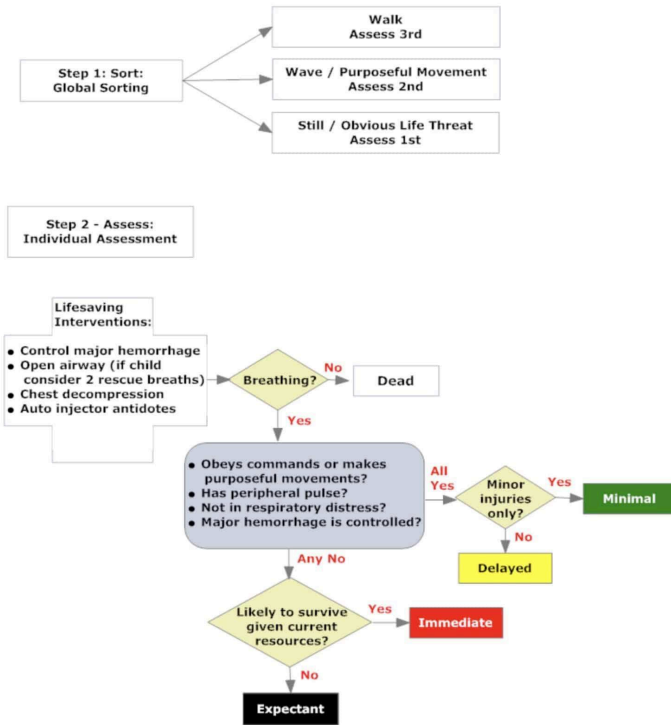 Walk
Assess 3rd
Step 1: Sort:
Global Sorting
Wave / Purposeful Movement
Assess 2nd
Still / Obvious Life Threat
Assess 1st
Step 2 - Assess:
Individual Assessment
Lifesaving
Interventions:
● Control major hemorrhage
● Open airway (if child
consider 2 rescue breaths)
● Chest decompression
● Auto injector antidotes
Breathing?
No
Dead
Yes
● Obeys commands or makes
purposeful movements?
● Has peripheral pulse?
● Not in respiratory distress?
● Major hemorrhage is controlled?
All
Yes
Minor
injuries
only?
Yes
Minimal
No
Delayed
Any No
Likely to survive
given current
resources?
Yes
Immediate
No
Expectant